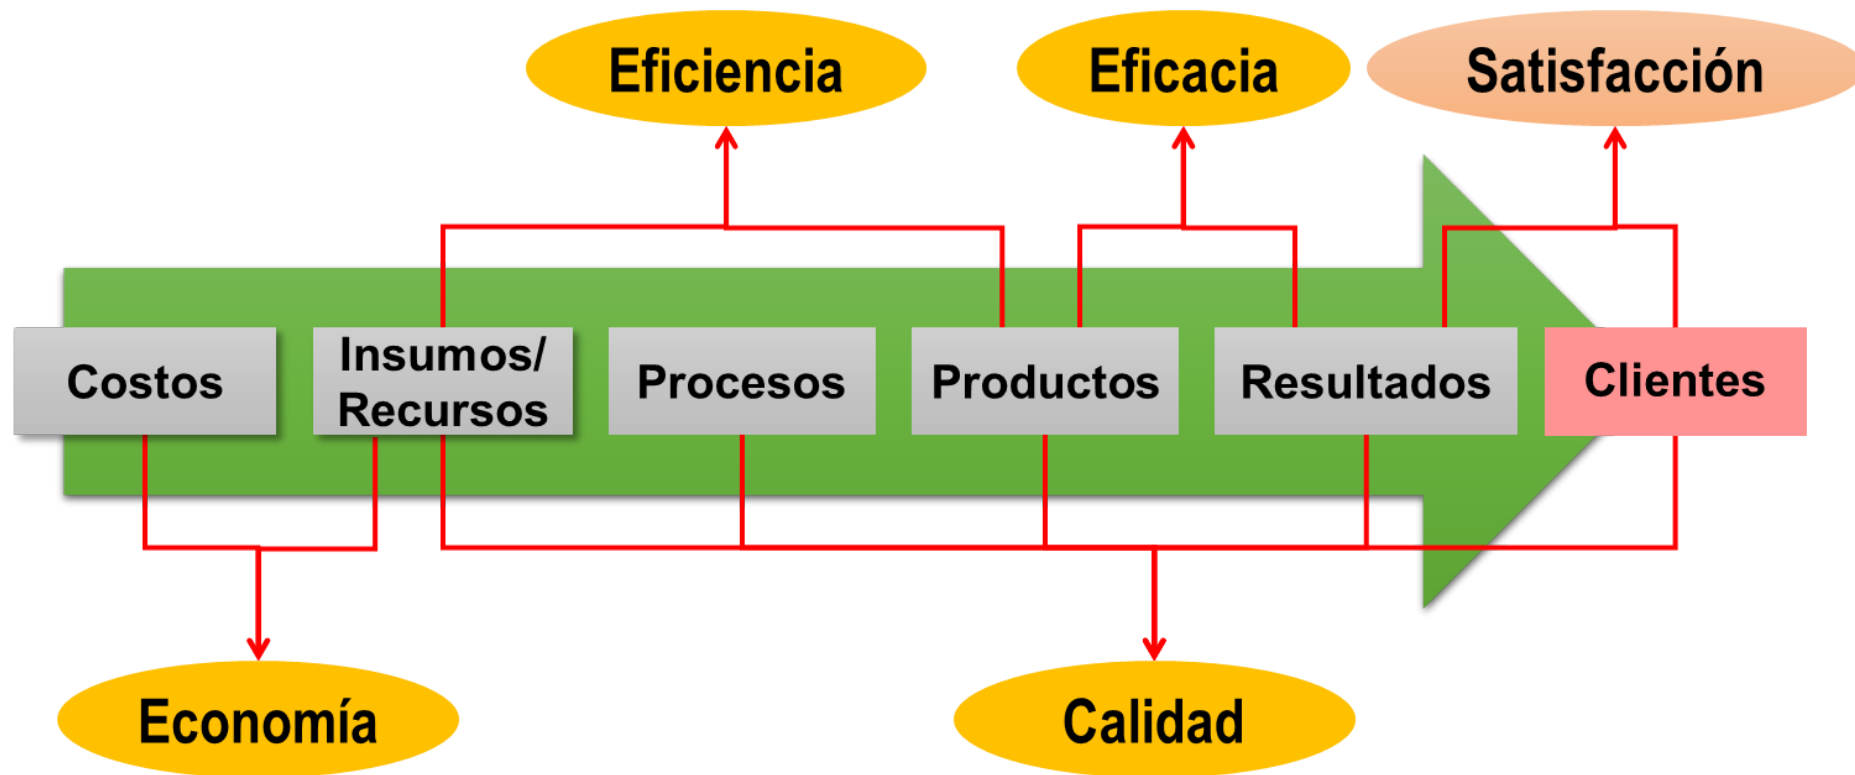 Eficiencia
Eficacia
Satisfacción
Costos
Insumos/
Recursos
Procesos
Productos
Resultados
Clientes
Economía
Calidad